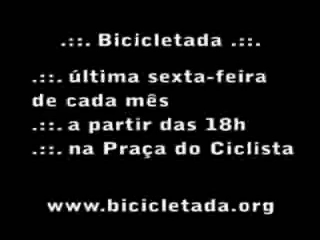 .::. Bicicletada .::.
.::. última sexta-feira
de cada mês
.::. a partir das 18h
.::. na Praça do Ciclista
www.bicicletada.org